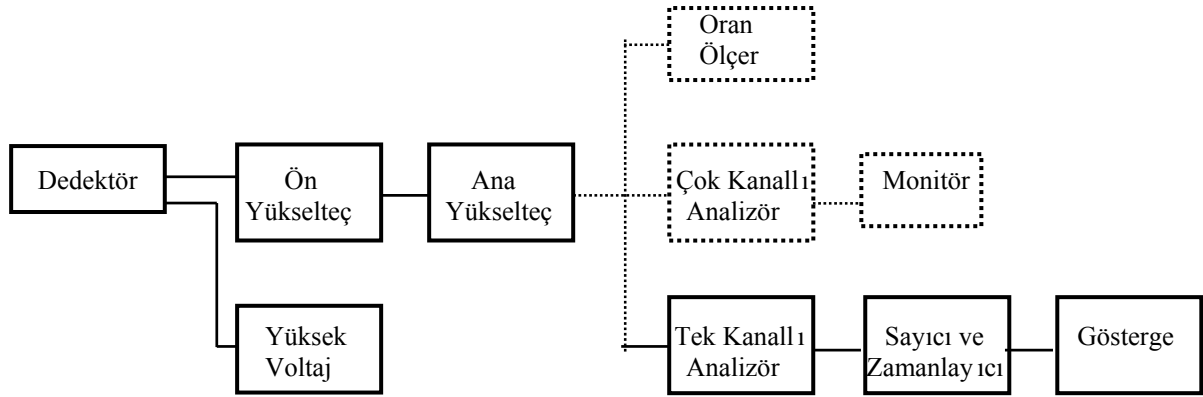 Oran
Ölçer
Dedektör
Ön
Yükselteç
Ana
Yükselteç
Çok Kanallı
Analizör
Monitör
Yüksek
Voltaj
Tek Kanallı
Analizör
Sayıcı ve
Zamanlayıcı
Gösterge